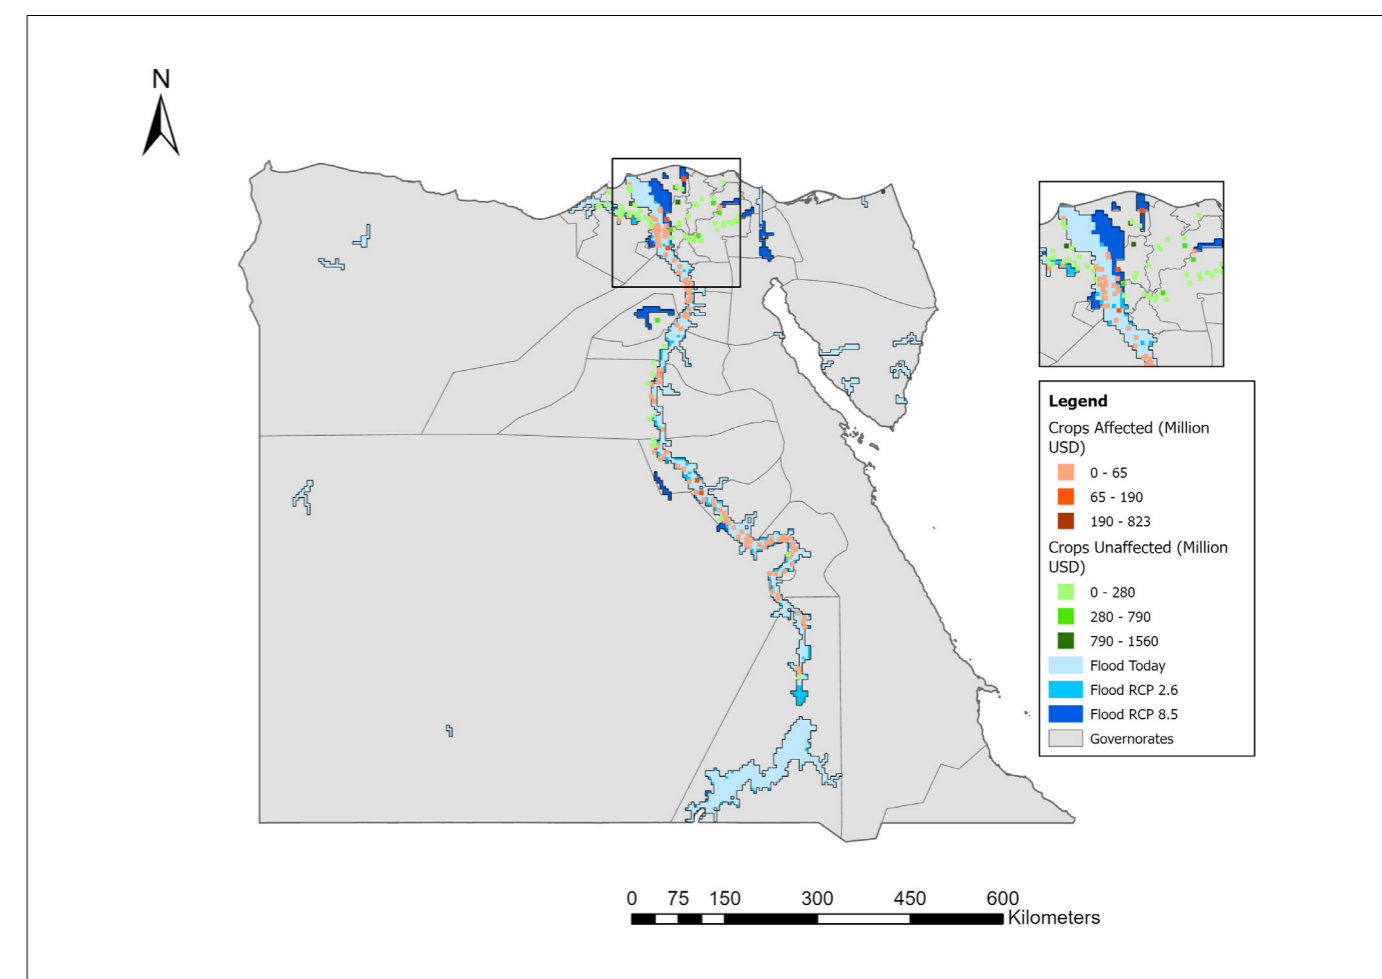 N
Legend
Crops Affected (Million
USD)
0 - 65
65 - 190
190 - 823
Crops Unaffected (Million
USD)
0 - 280
280 - 790
790 - 1560
Flood Today
Flood RCP 2.6
Flood RCP 8.5
Governorates
0 75 150 300 450 600
Kilometers